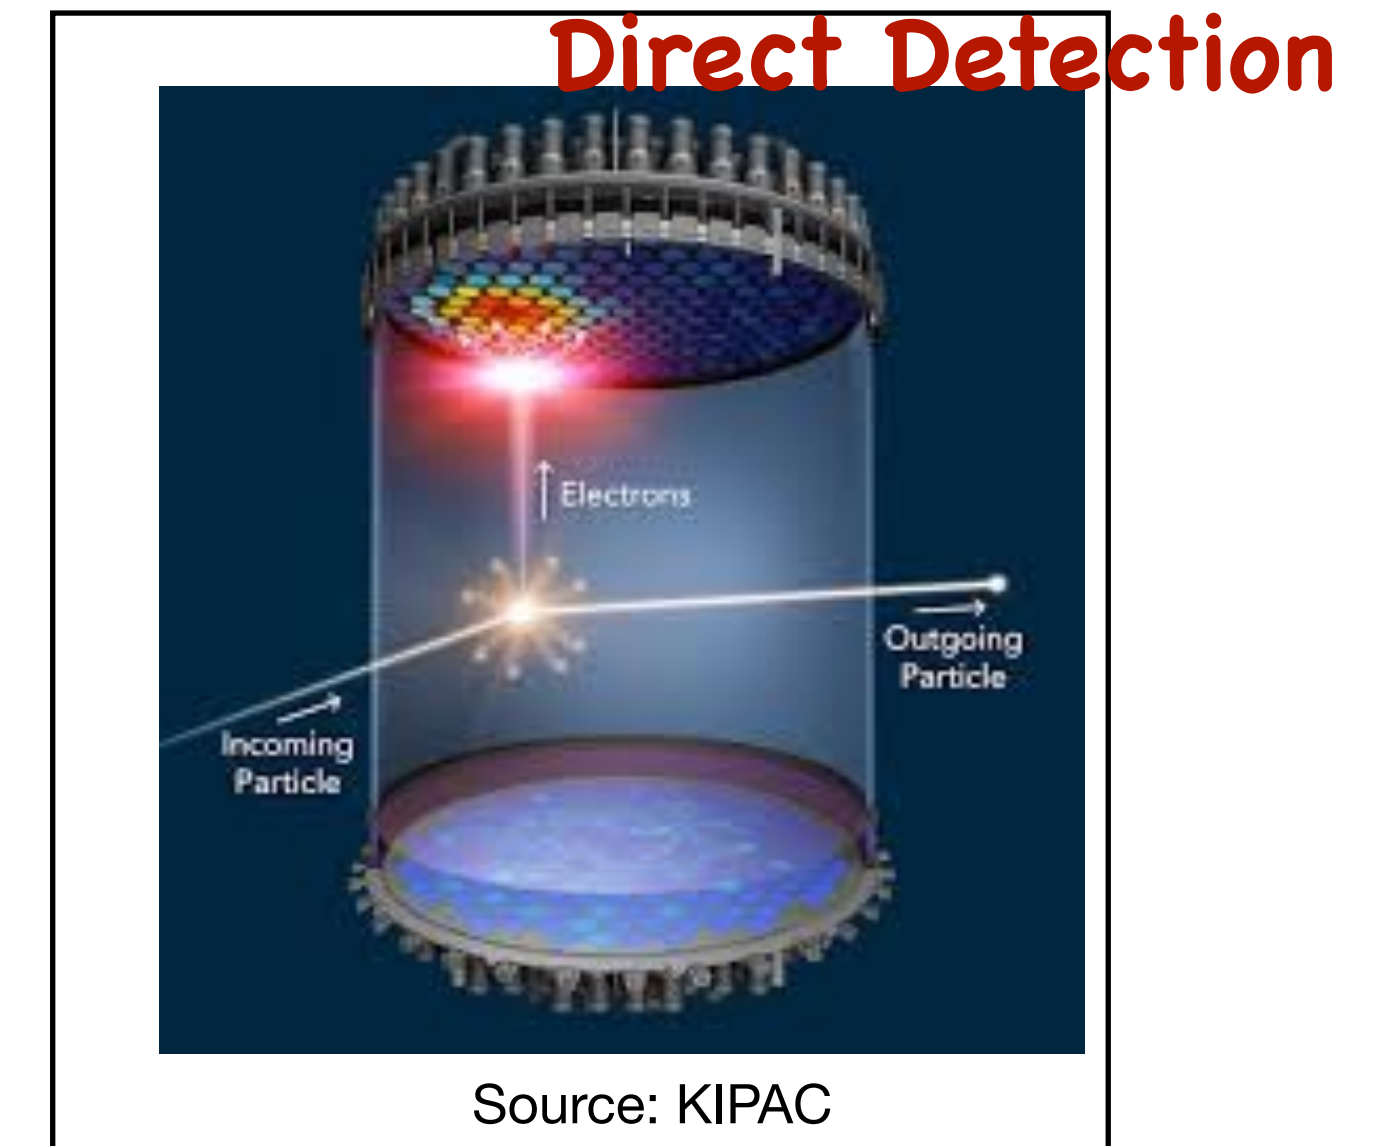 Direct Detection
Electrons
Outgoing
Particle
Incoming
Particle
Source: KIPAC